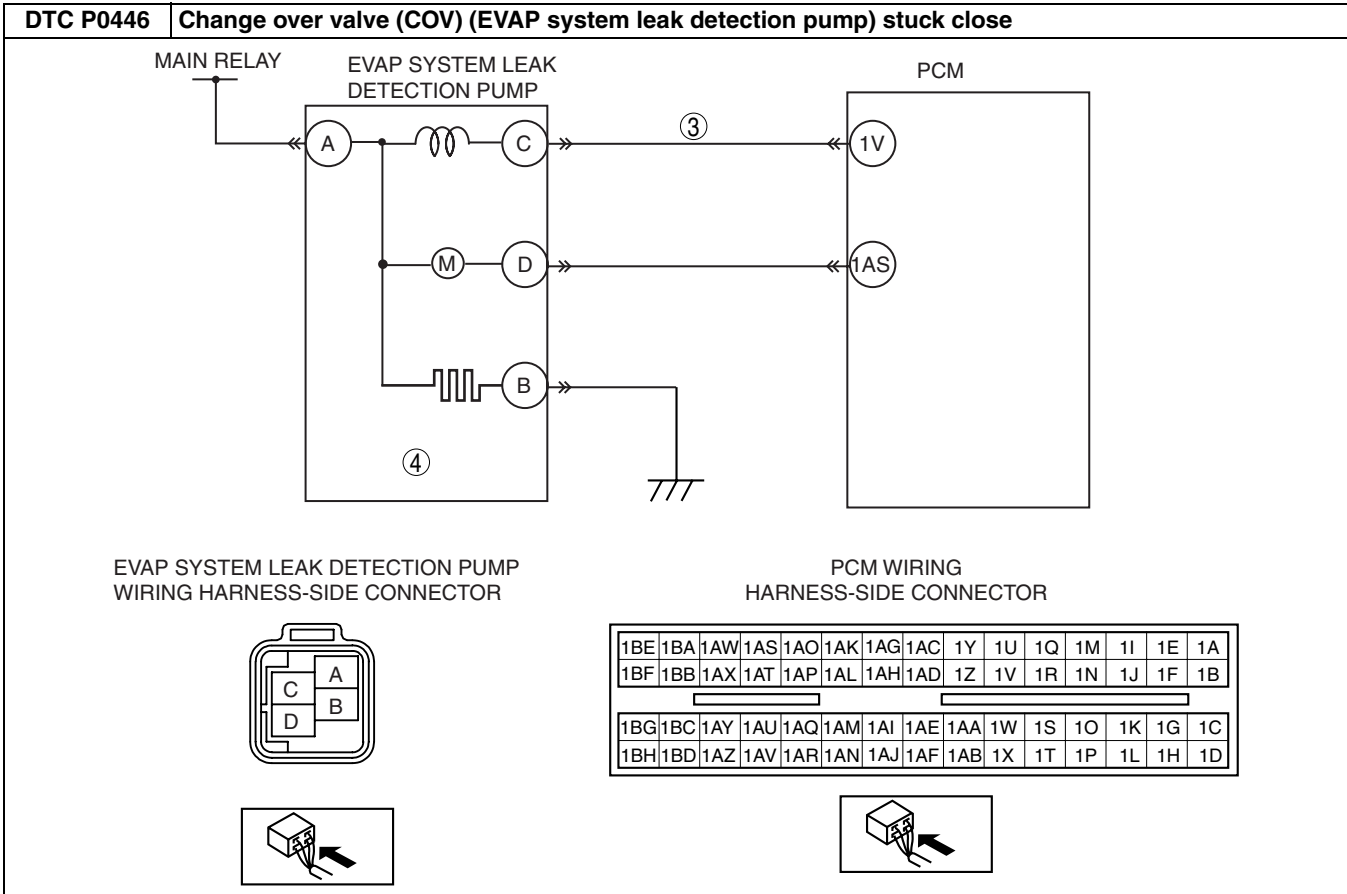 DTC P0446 Change over valve (COV) (EVAP system leak detection pump) stuck close
MAIN RELAY
EVAP SYSTEM LEAK
DETECTION PUMP
PCM
A
C
③
1V
M
D
1AS
B
④
EVAP SYSTEM LEAK DETECTION PUMP
WIRING HARNESS-SIDE CONNECTOR
A
C
B
D
PCM WIRING
HARNESS-SIDE CONNECTOR
1BE 1BA 1AW 1AS 1AO 1AK 1AG 1AC 1Y 1U 1Q 1M 1I 1E 1A
1BF 1BB 1AX 1AT 1AP 1AL 1AH 1AD 1Z 1V 1R 1N 1J 1F 1B
1BG 1BC 1AY 1AU 1AQ 1AM 1AI 1AE 1AA 1W 1S 1O 1K 1G 1C
1BH 1BD 1AZ 1AV 1AR 1AN 1AJ 1AF 1AB 1X 1T 1P 1L 1H 1D